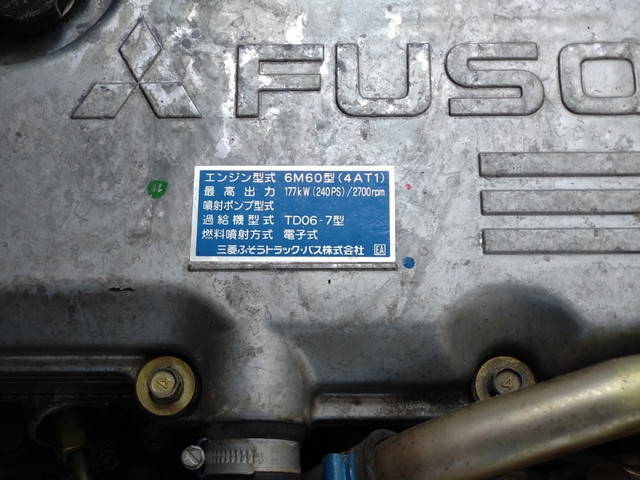 FUSO
エンジン型式 6M60型(4AT1)
最高出力 177kW(240PS)/2700rpm
噴射ポンプ型式
過給機型式 TD06-7型
燃料噴射方式 電子式
三菱ふそうトラック・バス株式会社 EA
4
4